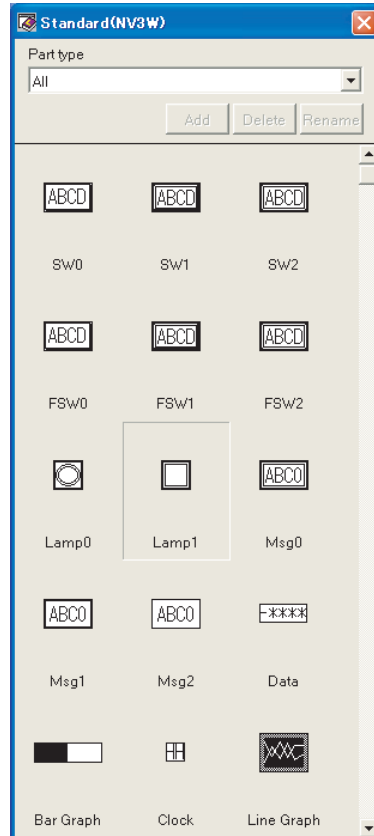 Standard(NV3W)
Part type
All
Add Delete Rename
ABCD ABCD ABCD
SW0 SW1 SW2
ABCD ABCD ABCD
FSW0 FSW1 FSW2
ABC0
Lamp0 Lamp1 Msg0
ABC0 ABC0 -****
Msg1 Msg2 Data
Bar Graph Clock Line Graph